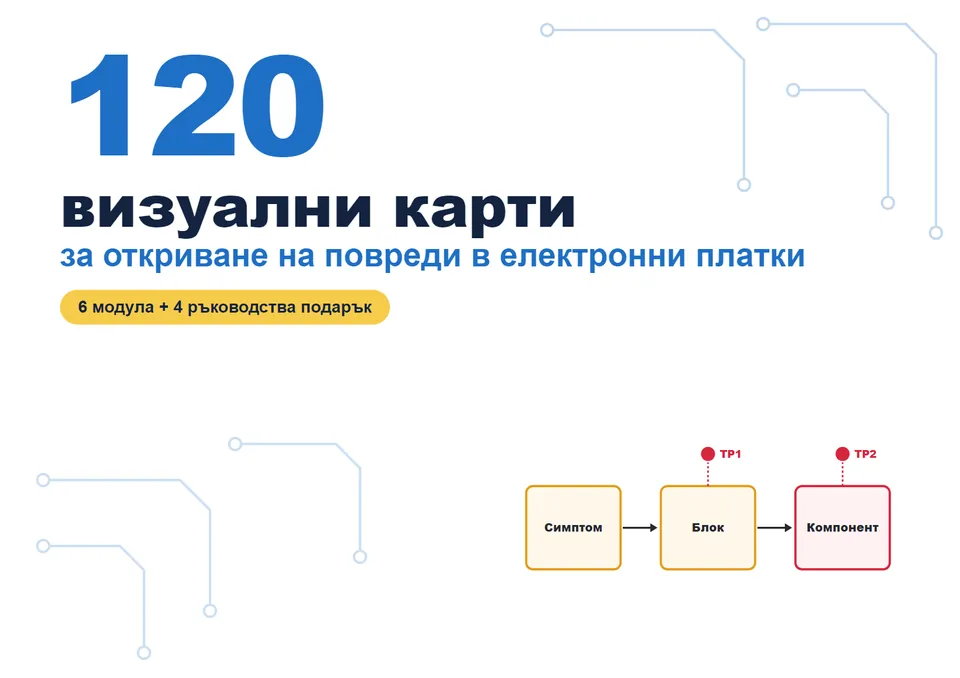 120
визуални карти
за откриване на повреди в електронни платки
6 модула + 4 ръководства подарък
TP1
TP2
Симптом
Блок
Компонент